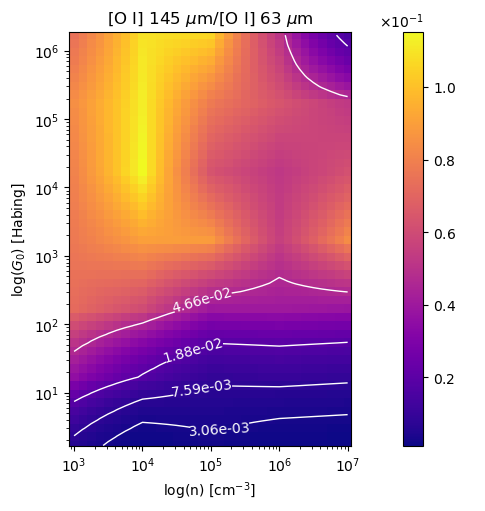 [O I] 145 μm/[O I] 63 μm
×10⁻¹
10⁶
10⁵
10⁴
10³
10²
10¹
log(G₀) [Habing]
4.66e-02
1.88e-02
7.59e-03
3.06e-03
10³ 10⁴ 10⁵ 10⁶ 10⁷
log(n) [cm⁻³]
1.0
0.8
0.6
0.4
0.2